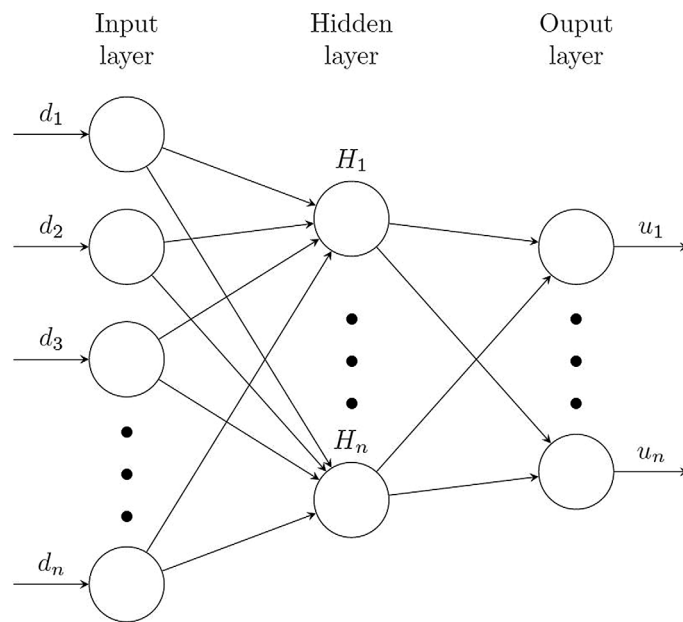 Input
layer
Hidden
layer
Ouput
layer
d₁
d₂
d₃
dₙ
H₁
Hₙ
u₁
uₙ